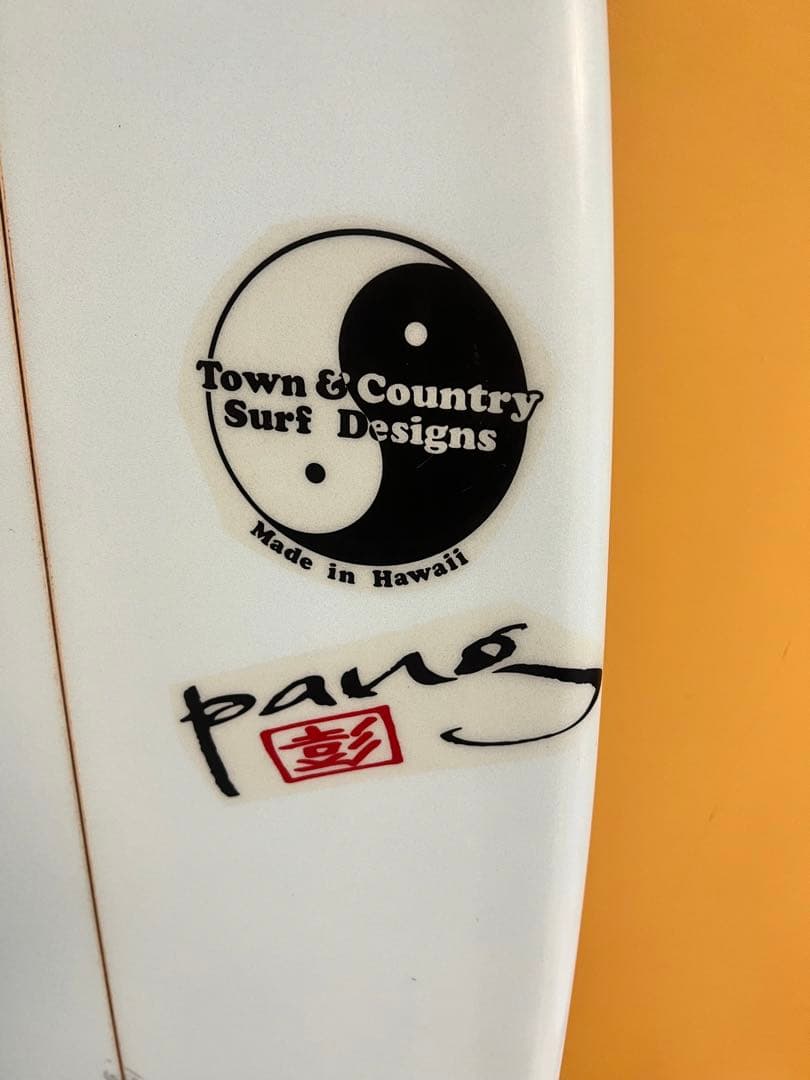 Town & Country
Surf Designs
Made in Hawaii
pang
彭